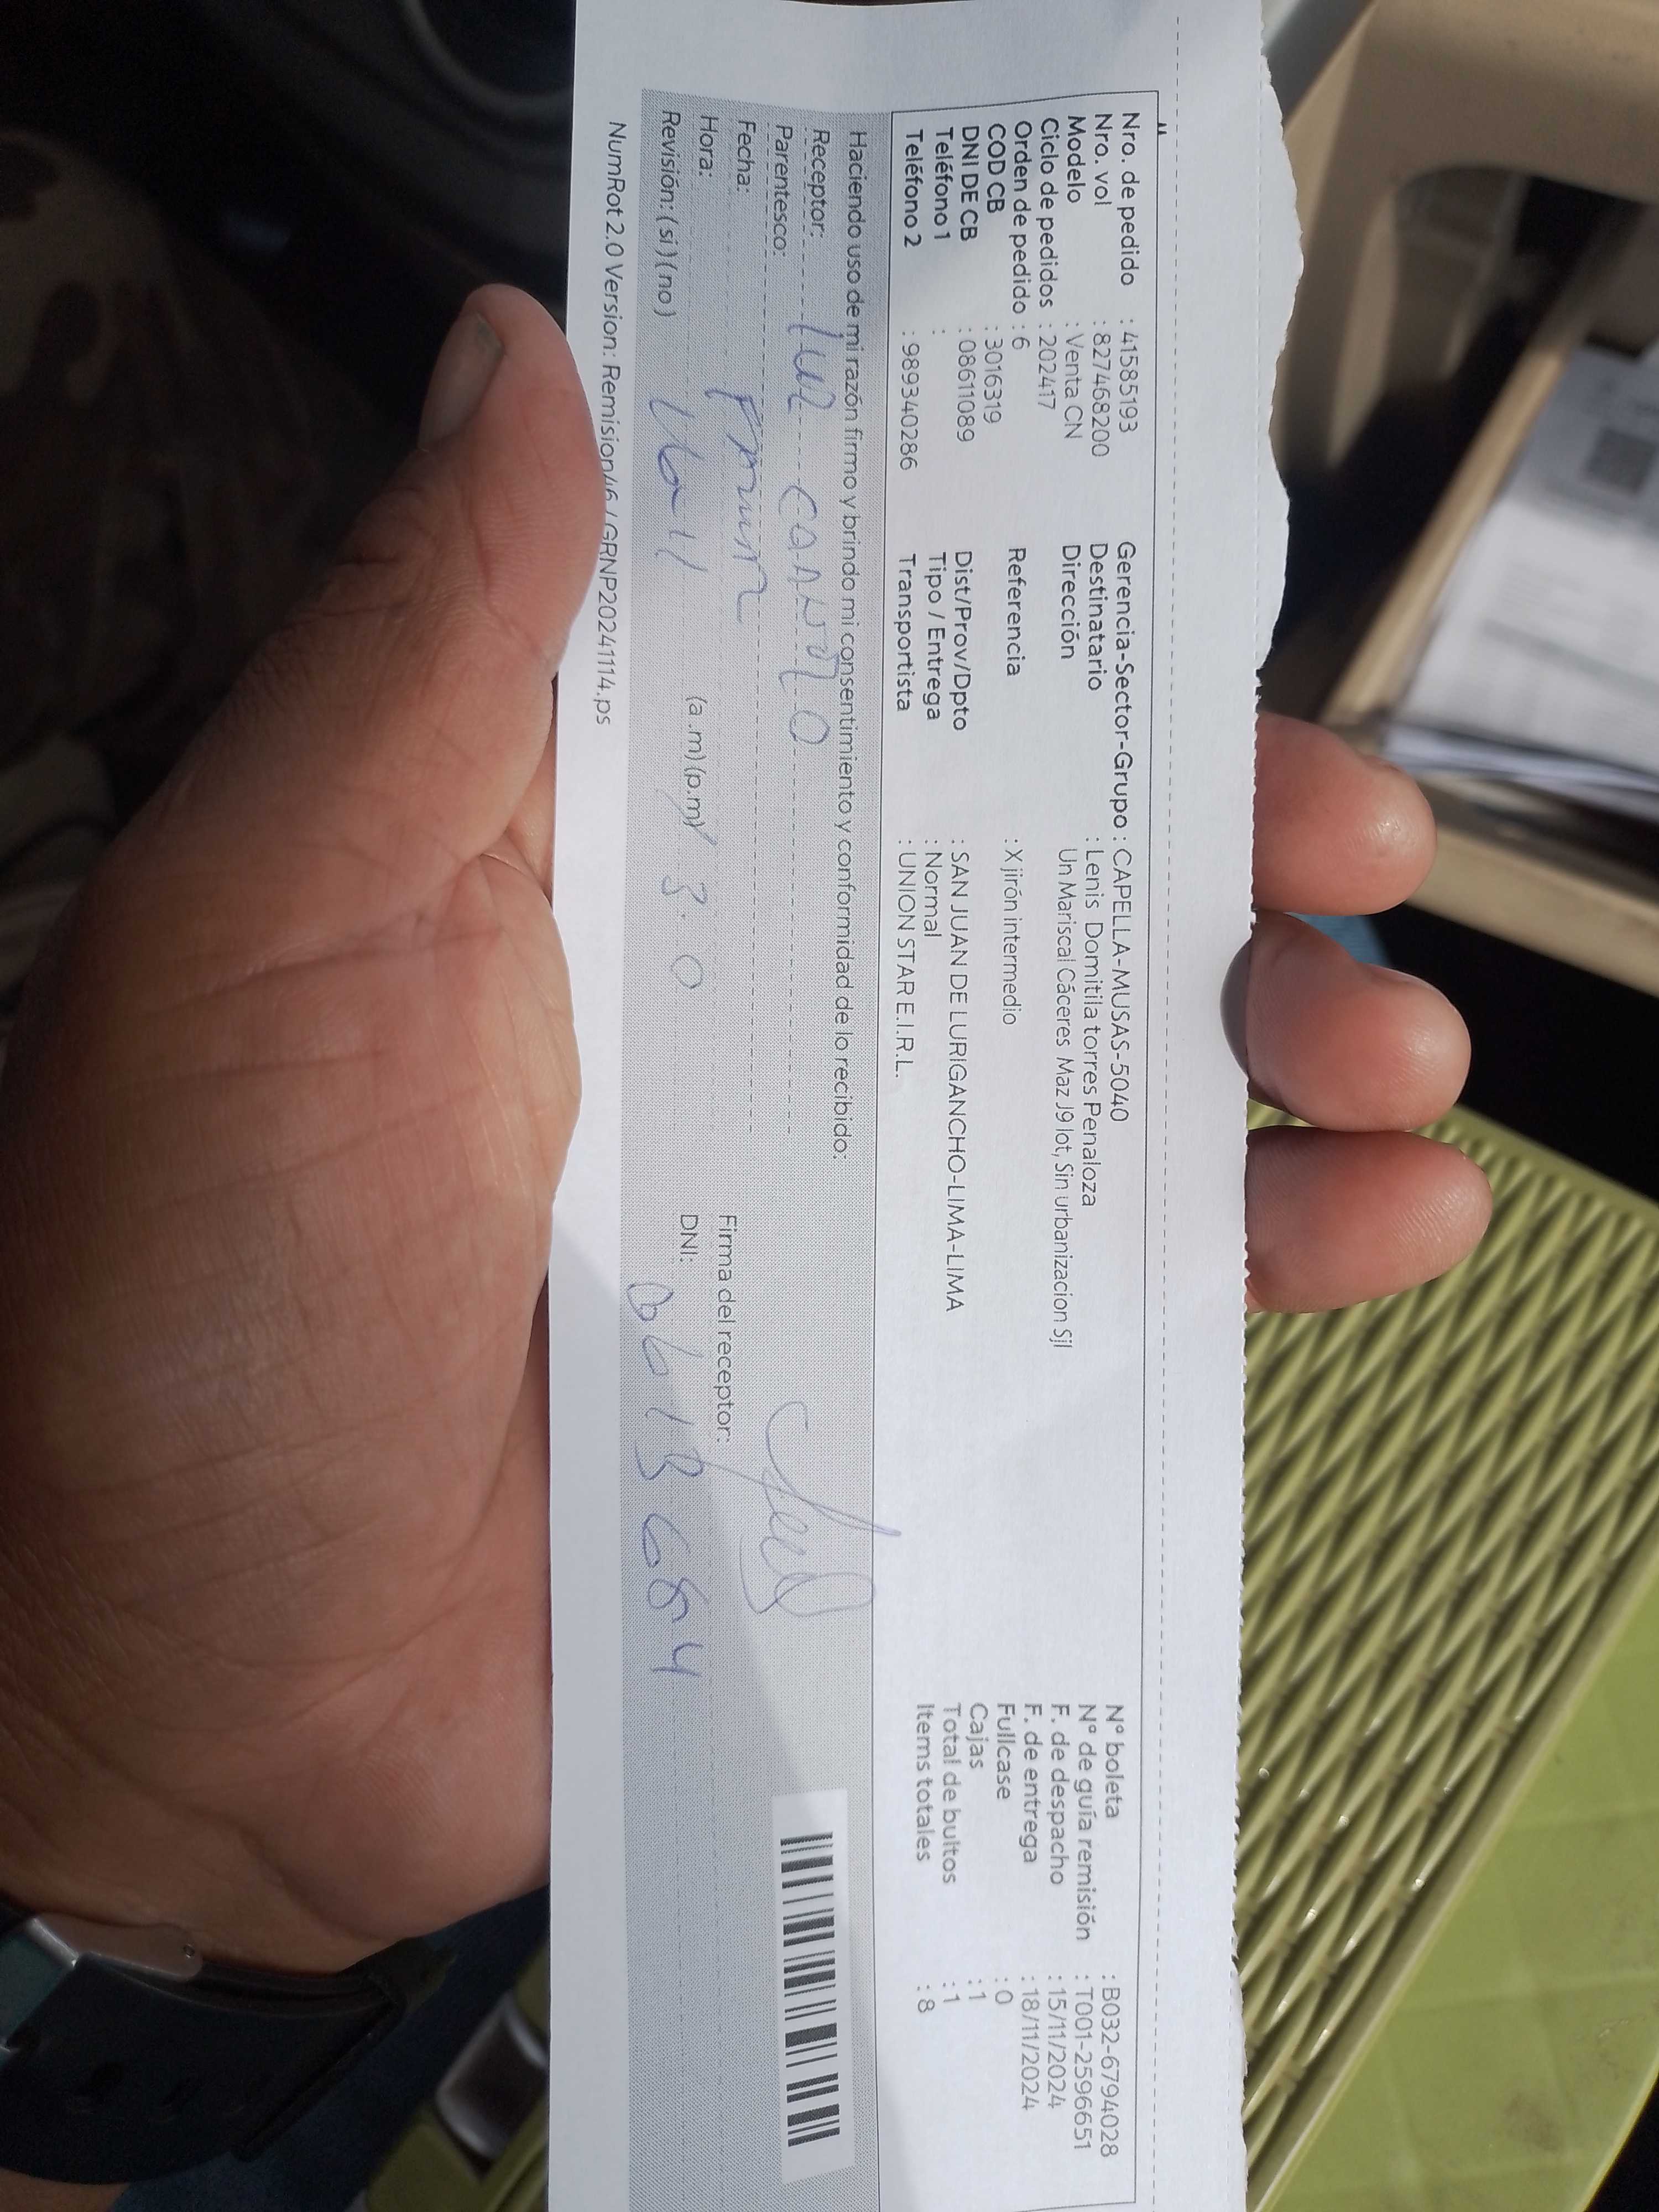 Nro. de pedido : 41585193
Nro. vol : 827468200
Modelo : Venta CN
Ciclo de pedidos : 202417
Orden de pedido : 6
COD CB : 3016319
DNI DE CB : 08611089
Teléfono 1 :
Teléfono 2 : 989340286
Gerencia-Sector-Grupo : CAPELLA-MUSAS-5040
Destinatario : Lenis Domitila torres Penaloza
Dirección Un Mariscal Cáceres Maz J9 lot, Sin urbanizacion Sjl
Referencia : X jirón intermedio
Dist/Prov/Dpto : SAN JUAN DE LURIGANCHO-LIMA-LIMA
Tipo / Entrega : Normal
Transportista : UNION STAR E.I.R.L.
N° boleta : B032-6794028
N° de guía remisión : T001-2596651
F. de despacho : 15/11/2024
F. de entrega : 18/11/2024
Fullcase : 0
Cajas : 1
Total de bultos : 1
Items totales : 8
Haciendo uso de mi razón firmo y brindo mi consentimiento y conformidad de lo recibido:
Receptor: Luz
Parentesco:
Fecha:
Hora: (a.m) (p.m)
Revisión: (si) (no)
Firma del receptor:
DNI:
NumRot 2.0 Version: Remision46 / GRNP20241114.ps